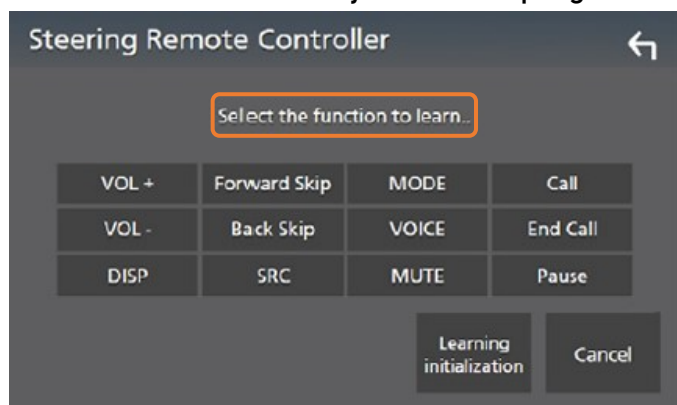 Steering Remote Controller
Select the function to learn..
VOL + Forward Skip MODE Call
VOL - Back Skip VOICE End Call
DISP SRC MUTE Pause
Learning
initialization
Cancel